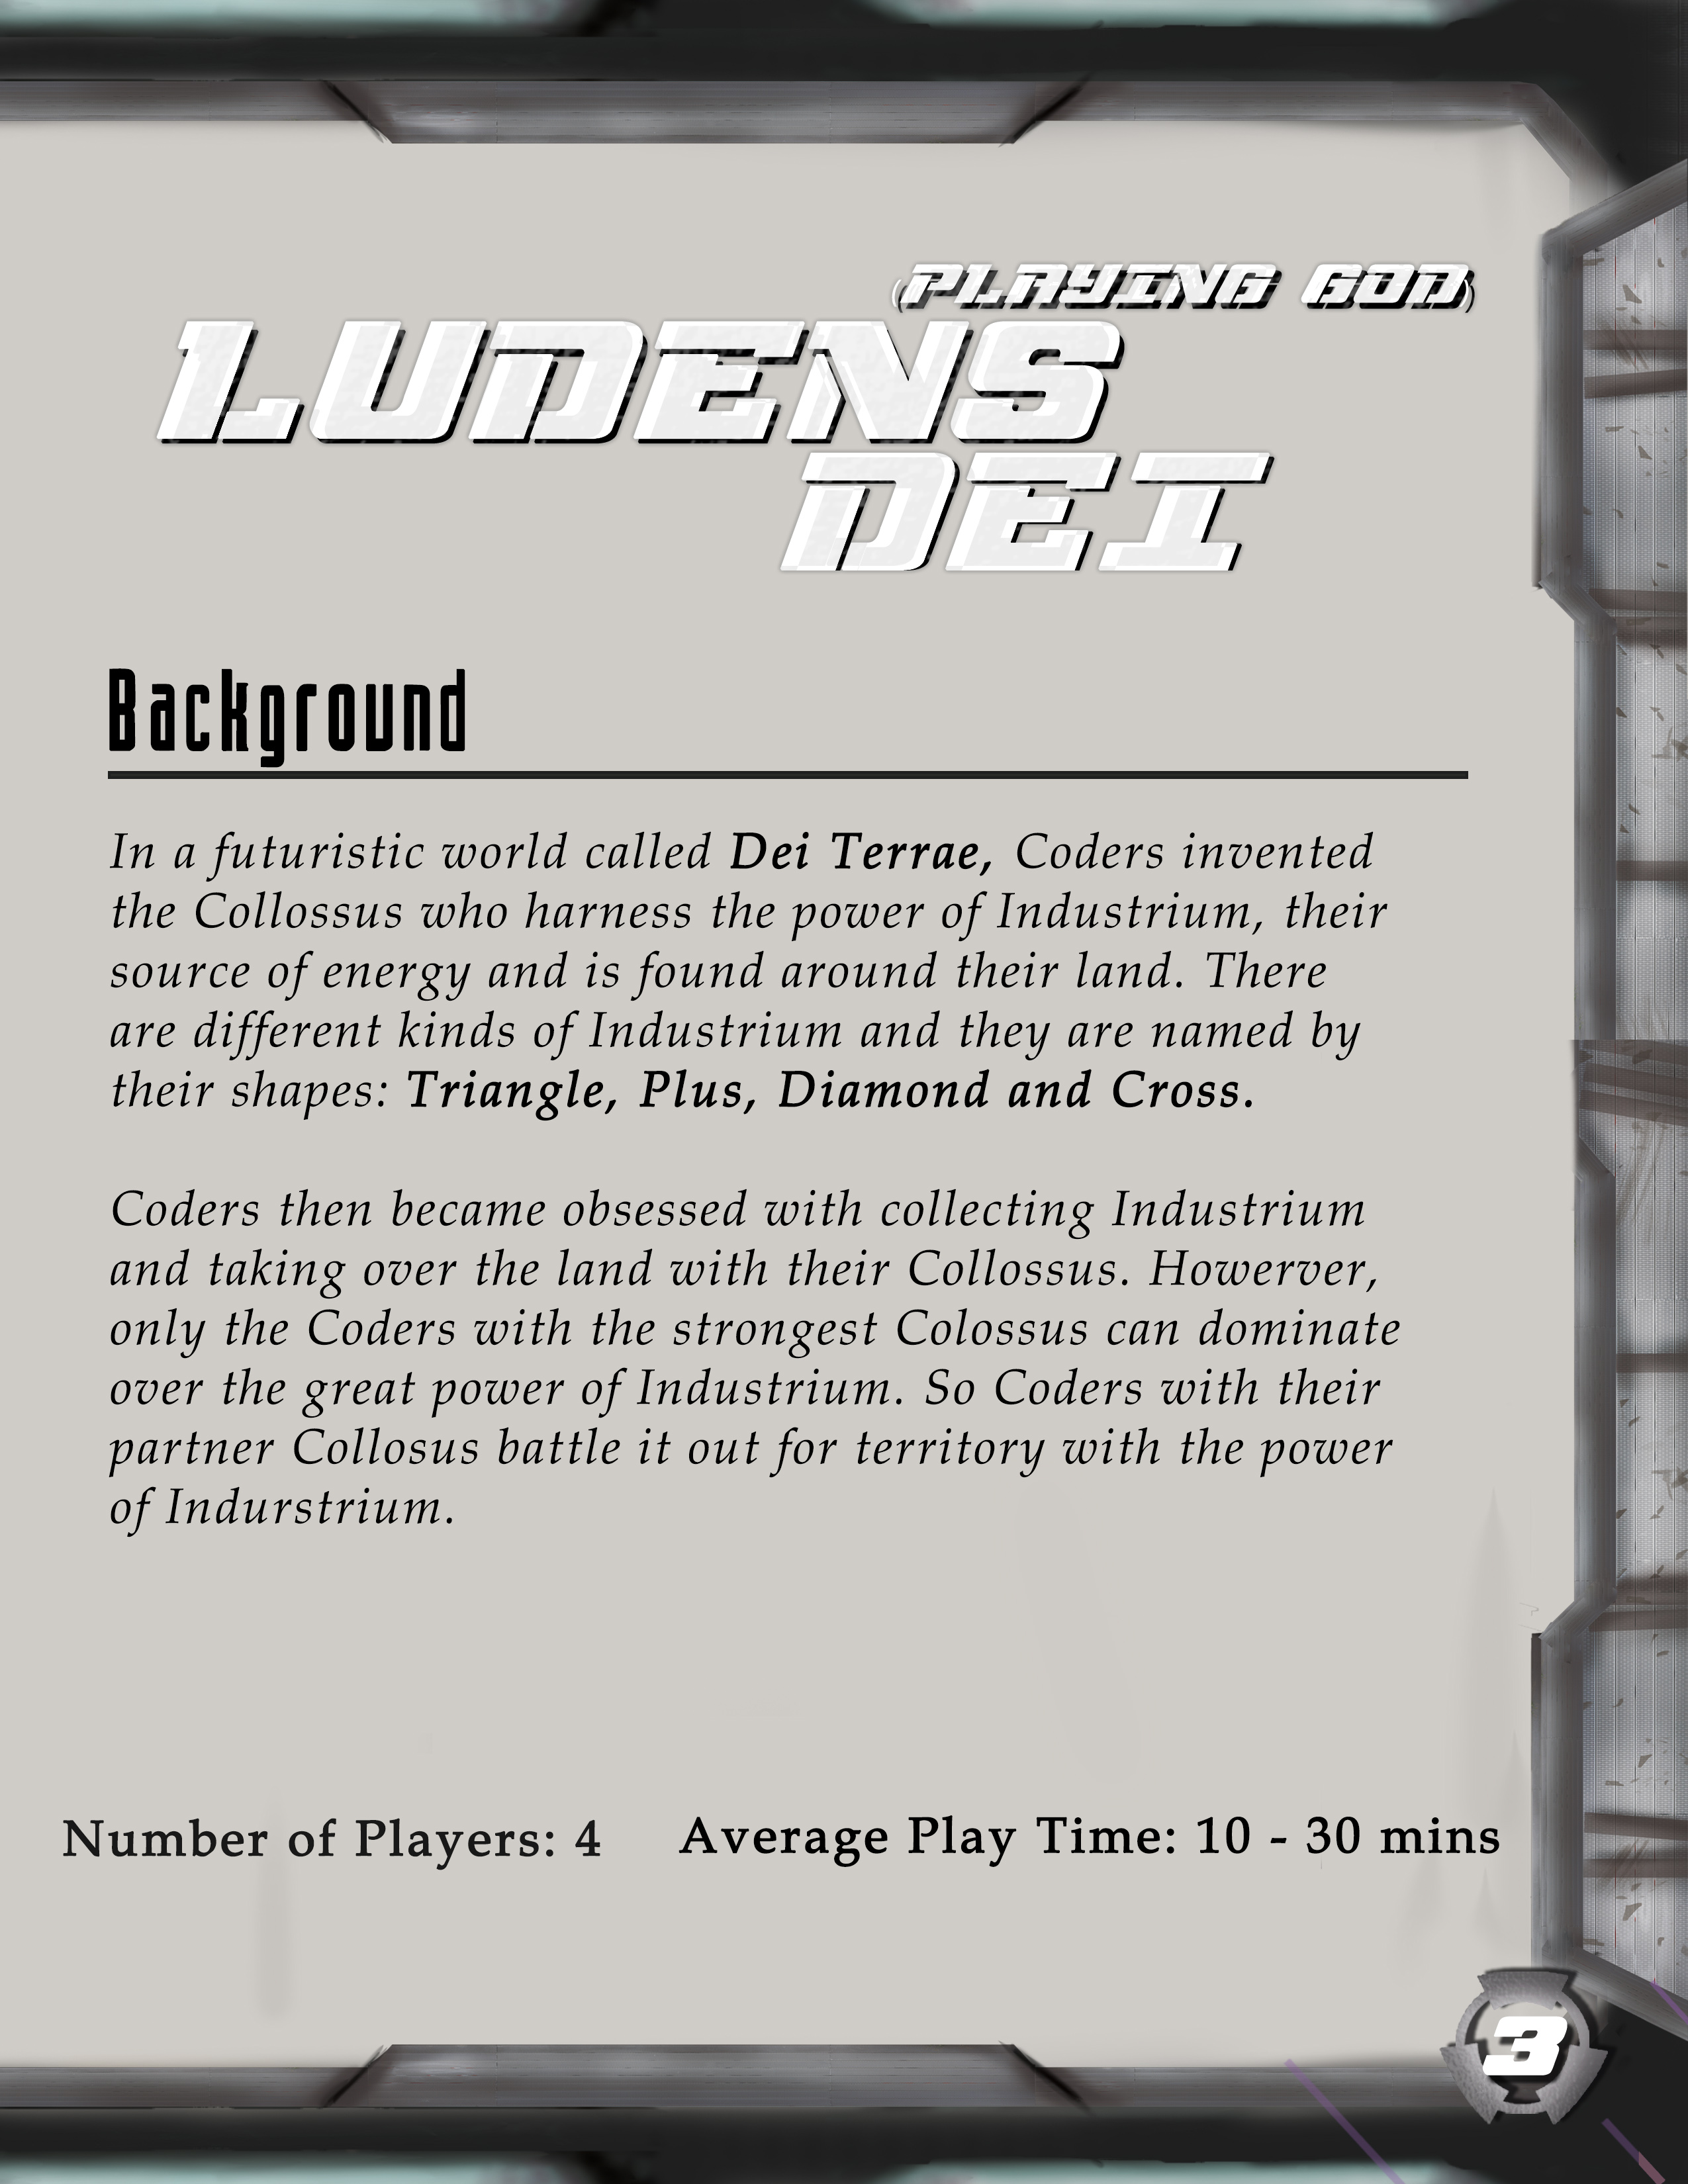 (PLAYING GOD)
LUDENS
DEI
Background
In a futuristic world called Dei Terrae, Coders invented
the Collossus who harness the power of Industrium, their
source of energy and is found around their land. There
are different kinds of Industrium and they are named by
their shapes: Triangle, Plus, Diamond and Cross.
Coders then became obsessed with collecting Industrium
and taking over the land with their Collossus. Howerver,
only the Coders with the strongest Colossus can dominate
over the great power of Industrium. So Coders with their
partner Collosus battle it out for territory with the power
of Indurstrium.
Number of Players: 4 Average Play Time: 10 - 30 mins
3